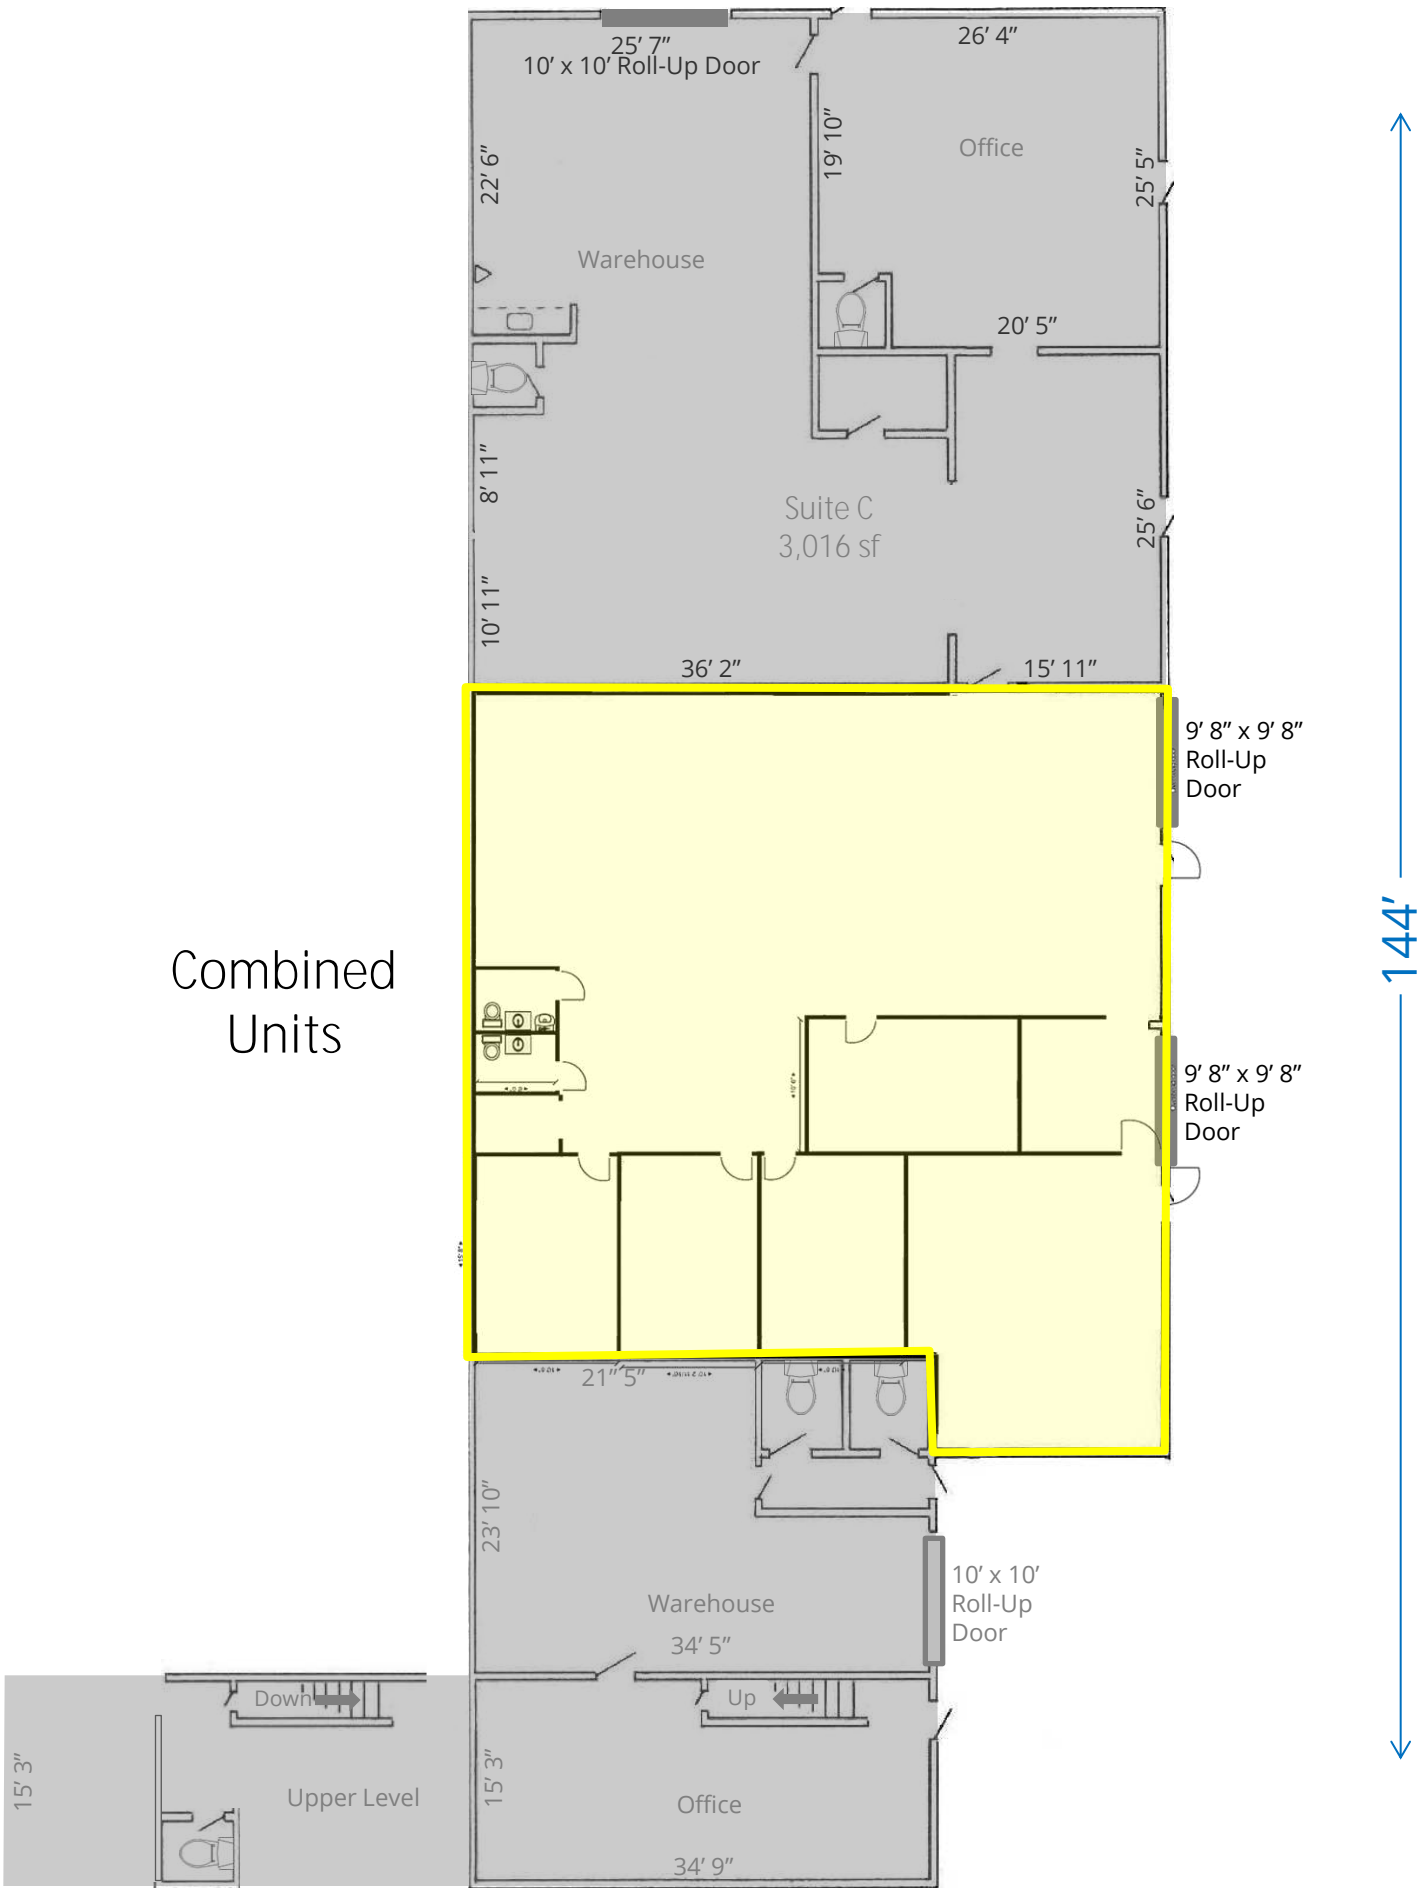 25’ 7”
10’ x 10’ Roll-Up Door
26’ 4”
22’ 6”
19’ 10”
Office
25’ 5”
Warehouse
20’ 5”
8’ 11”
Suite C
3,016 sf
25’ 6”
10’ 11”
36’ 2”
15’ 11”
9’ 8” x 9’ 8”
Roll-Up
Door
144’
Combined
Units
9’ 8” x 9’ 8”
Roll-Up
Door
21” 5”
23’ 10”
10’ x 10’
Roll-Up
Door
Warehouse
34’ 5”
Down
Up
15’ 3”
Upper Level
15’ 3”
Office
34’ 9”